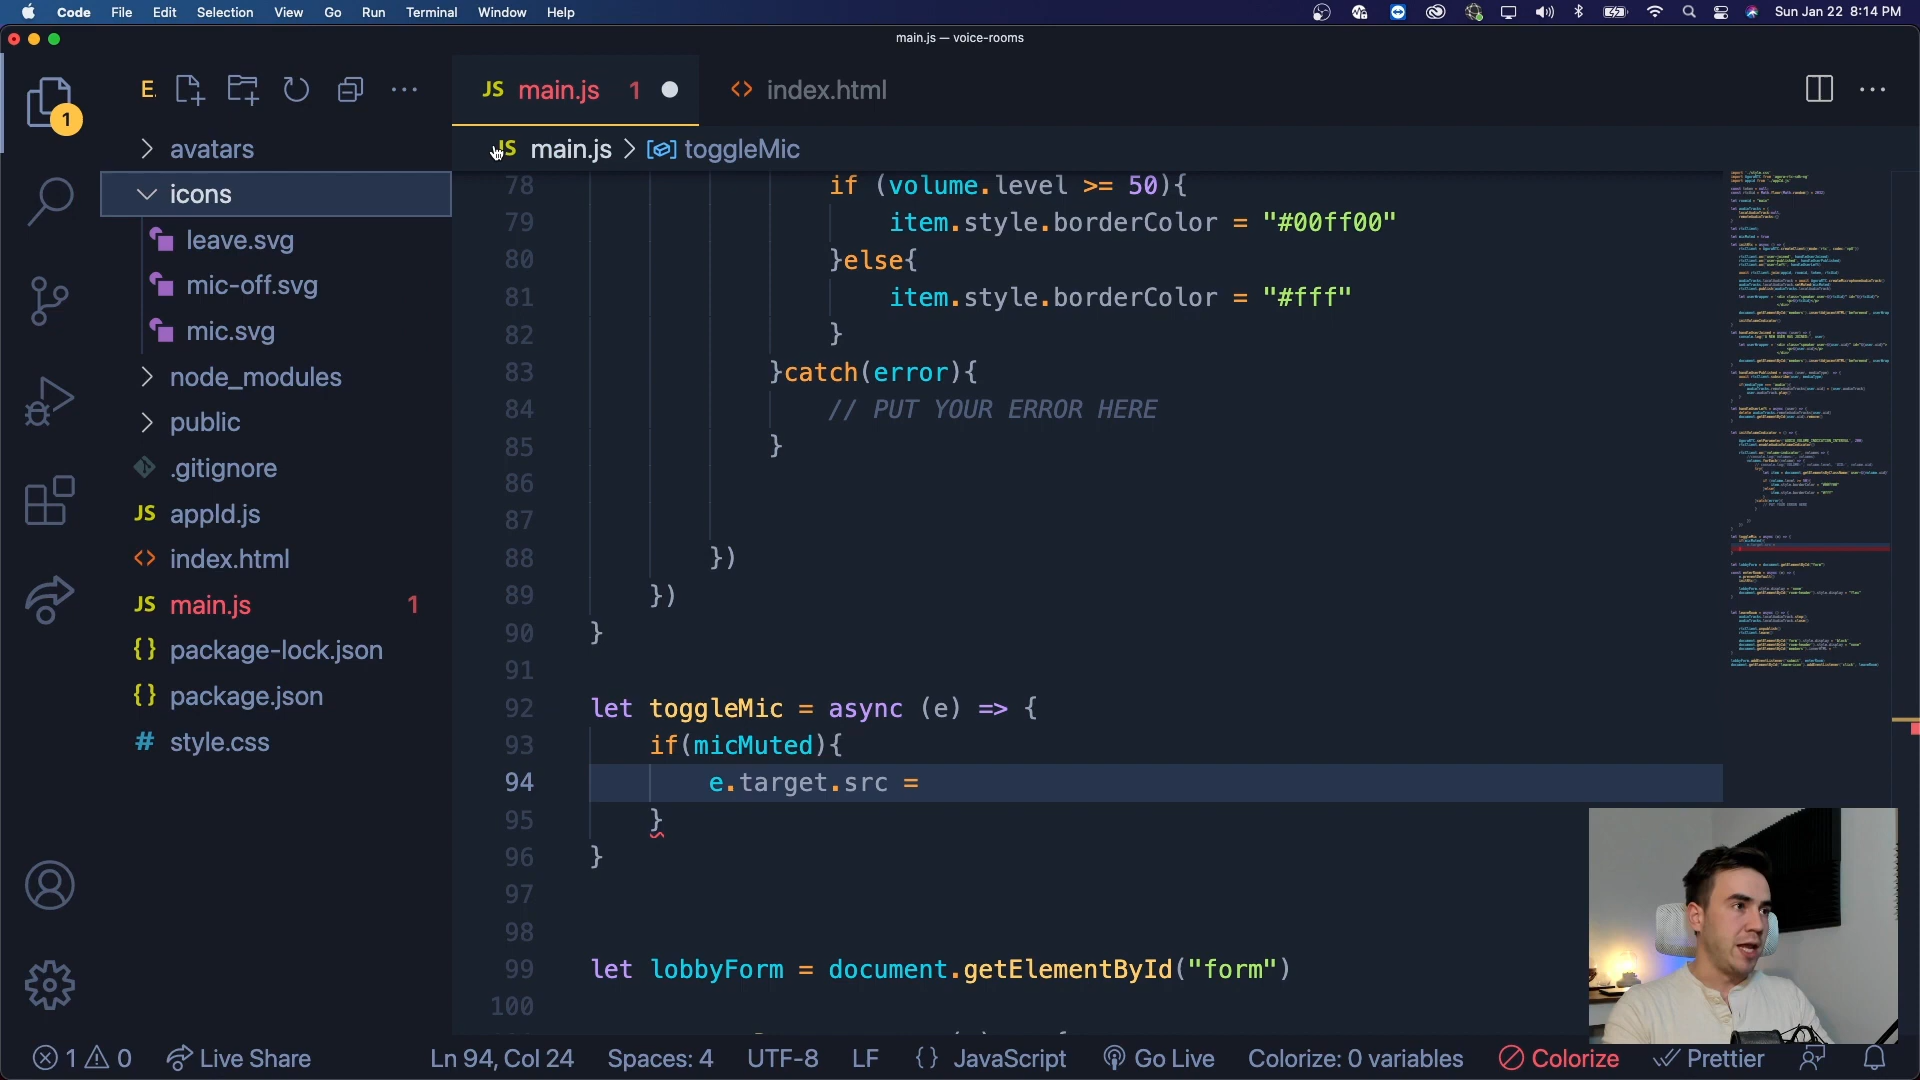 Code File Edit Selection View Go Run Terminal Window Help Sun Jan 22 8:14 PM
main.js — voice-rooms
E.
JS main.js 1
<> index.html
JS main.js > toggleMic
1
avatars
icons
leave.svg
mic-off.svg
mic.svg
node_modules
public
.gitignore
JS appId.js
<> index.html
JS main.js 1
{} package-lock.json
{} package.json
# style.css
78 if (volume.level >= 50){
79 item.style.borderColor = "#00ff00"
80 }else{
81 item.style.borderColor = "#fff"
82 }
83 }catch(error){
84 // PUT YOUR ERROR HERE
85 }
86
87
88 })
89 })
90 }
91
92 let toggleMic = async (e) => {
93 if(micMuted){
94 e.target.src =
95 }
96 }
97
98
99 let lobbyForm = document.getElementById("form")
100
1 0 Live Share Ln 94, Col 24 Spaces: 4 UTF-8 LF {} JavaScript Go Live Colorize: 0 variables Colorize Prettier